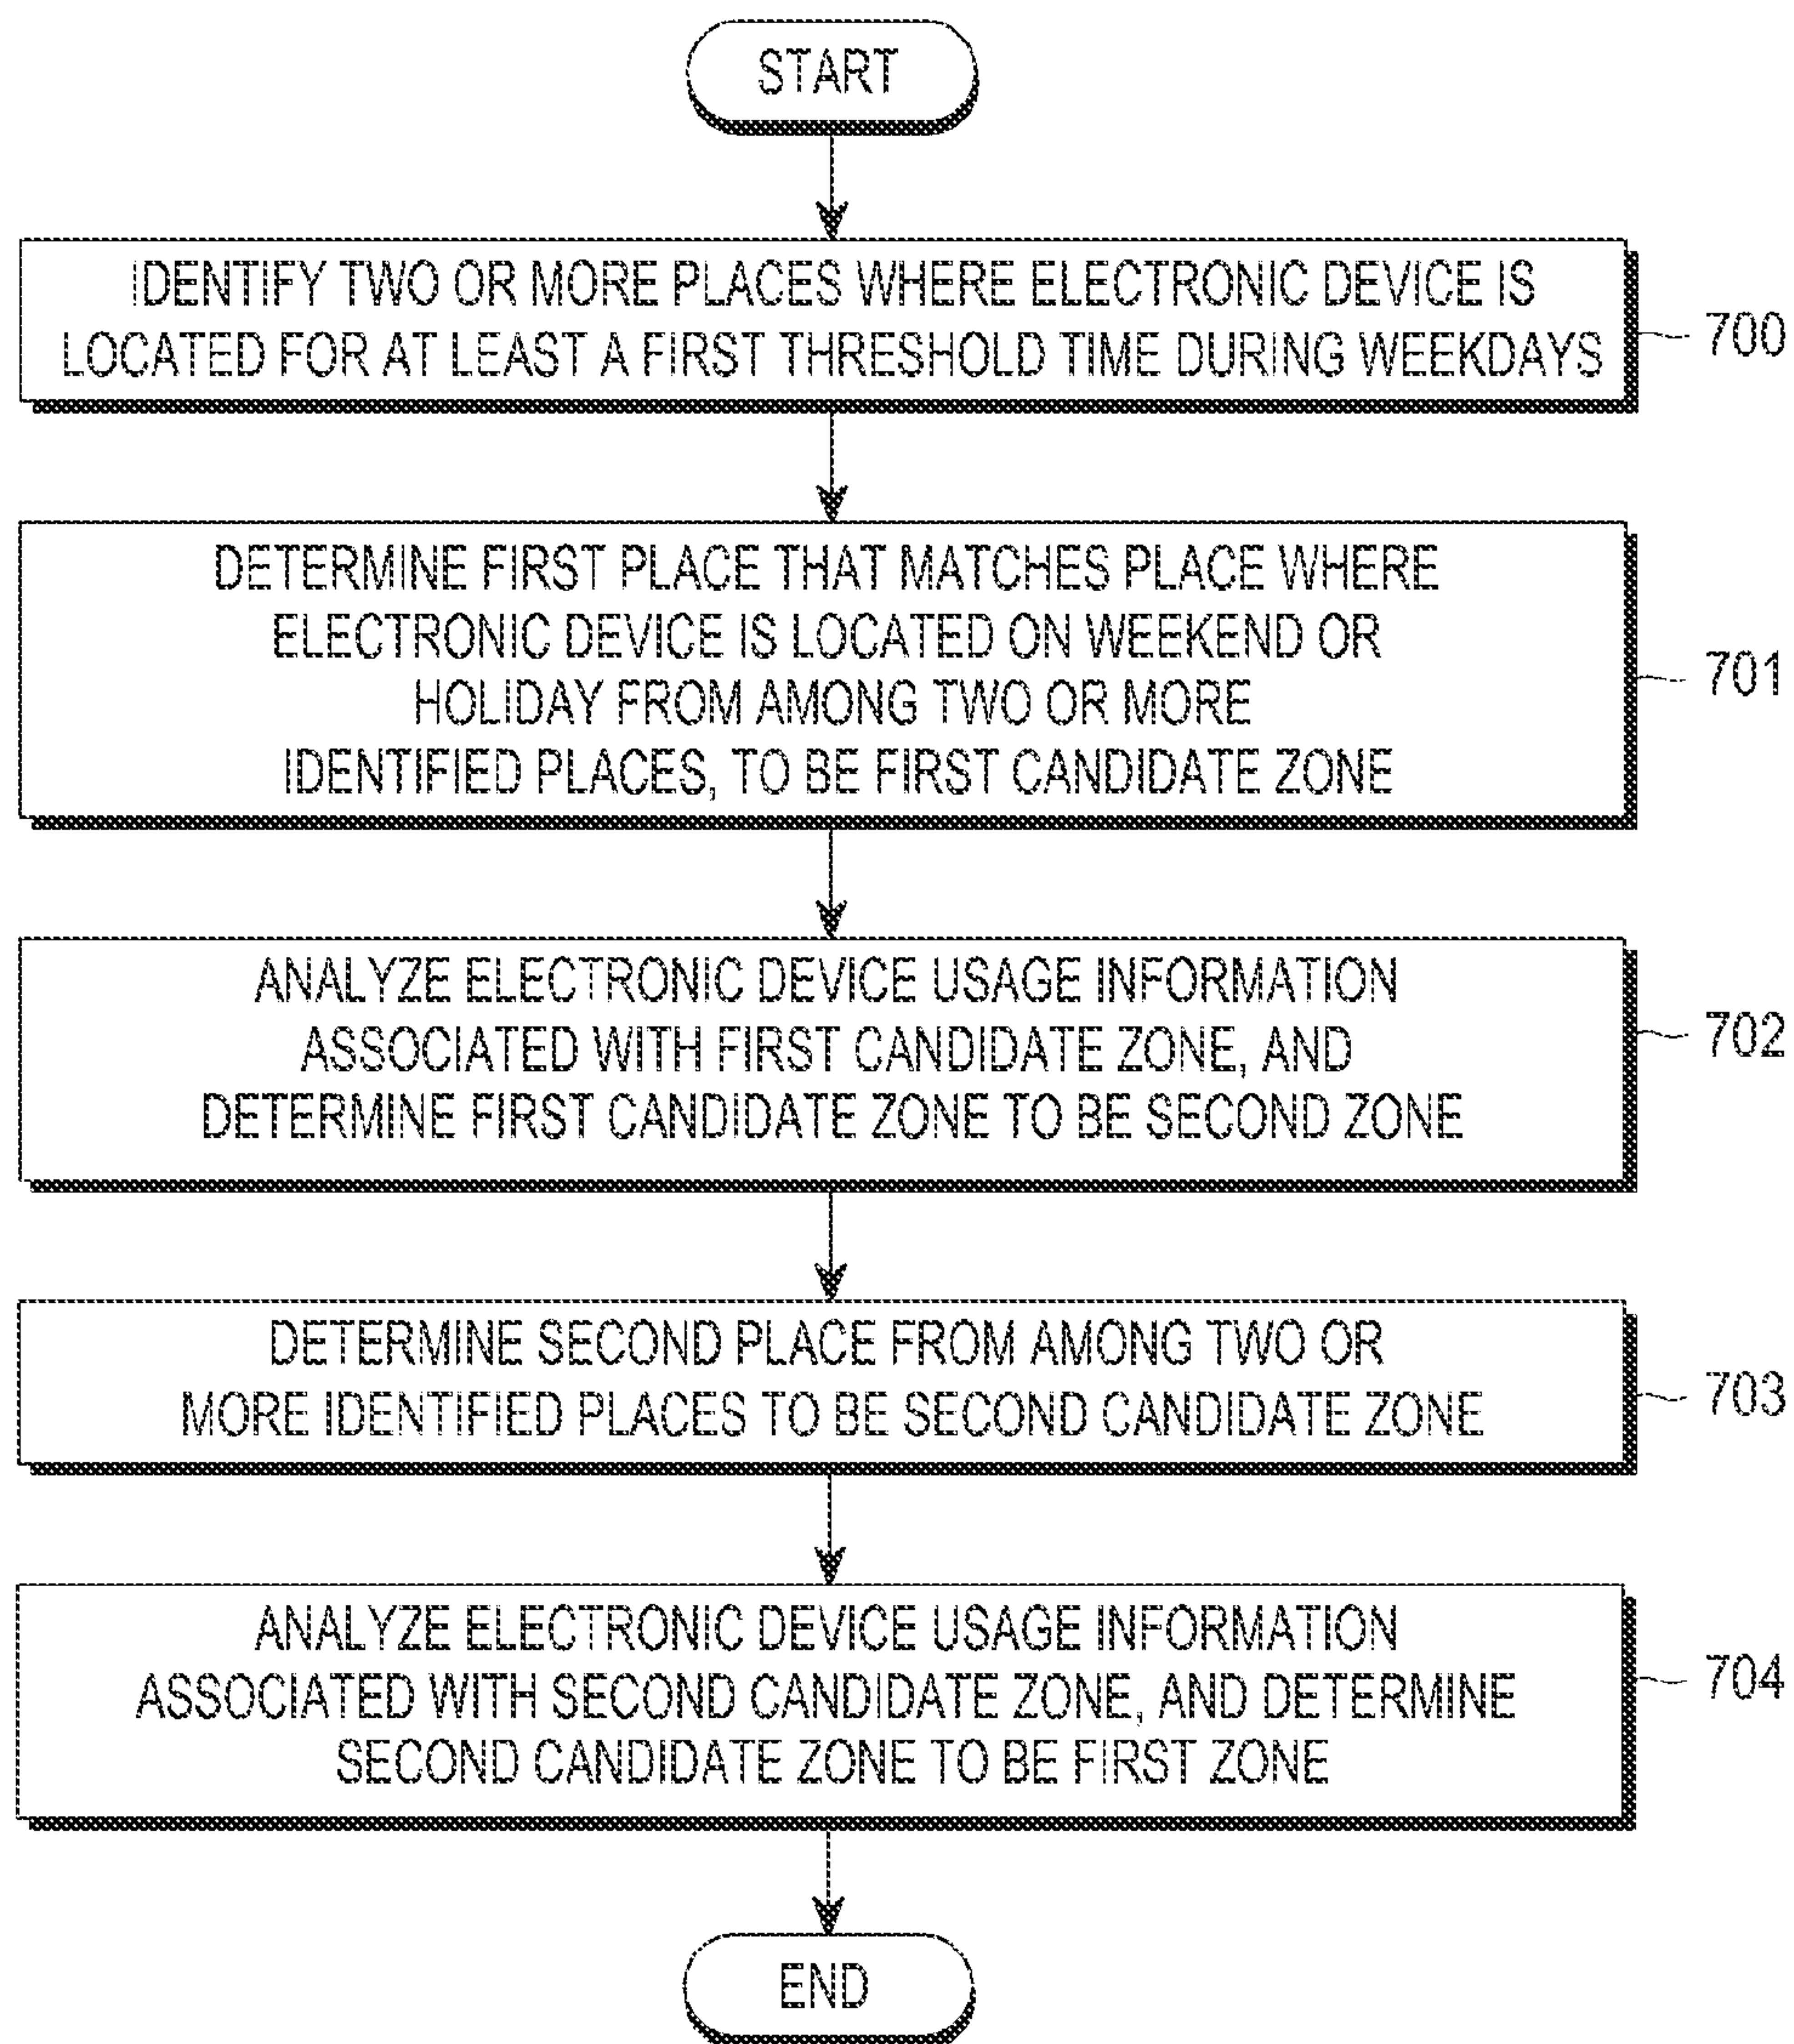 START
IDENTIFY TWO OR MORE PLACES WHERE ELECTRONIC DEVICE IS
LOCATED FOR AT LEAST A FIRST THRESHOLD TIME DURING WEEKDAYS
700
DETERMINE FIRST PLACE THAT MATCHES PLACE WHERE
ELECTRONIC DEVICE IS LOCATED ON WEEKEND OR
HOLIDAY FROM AMONG TWO OR MORE
IDENTIFIED PLACES, TO BE FIRST CANDIDATE ZONE
701
ANALYZE ELECTRONIC DEVICE USAGE INFORMATION
ASSOCIATED WITH FIRST CANDIDATE ZONE, AND
DETERMINE FIRST CANDIDATE ZONE TO BE SECOND ZONE
702
DETERMINE SECOND PLACE FROM AMONG TWO OR
MORE IDENTIFIED PLACES TO BE SECOND CANDIDATE ZONE
703
ANALYZE ELECTRONIC DEVICE USAGE INFORMATION
ASSOCIATED WITH SECOND CANDIDATE ZONE, AND DETERMINE
SECOND CANDIDATE ZONE TO BE FIRST ZONE
704
END